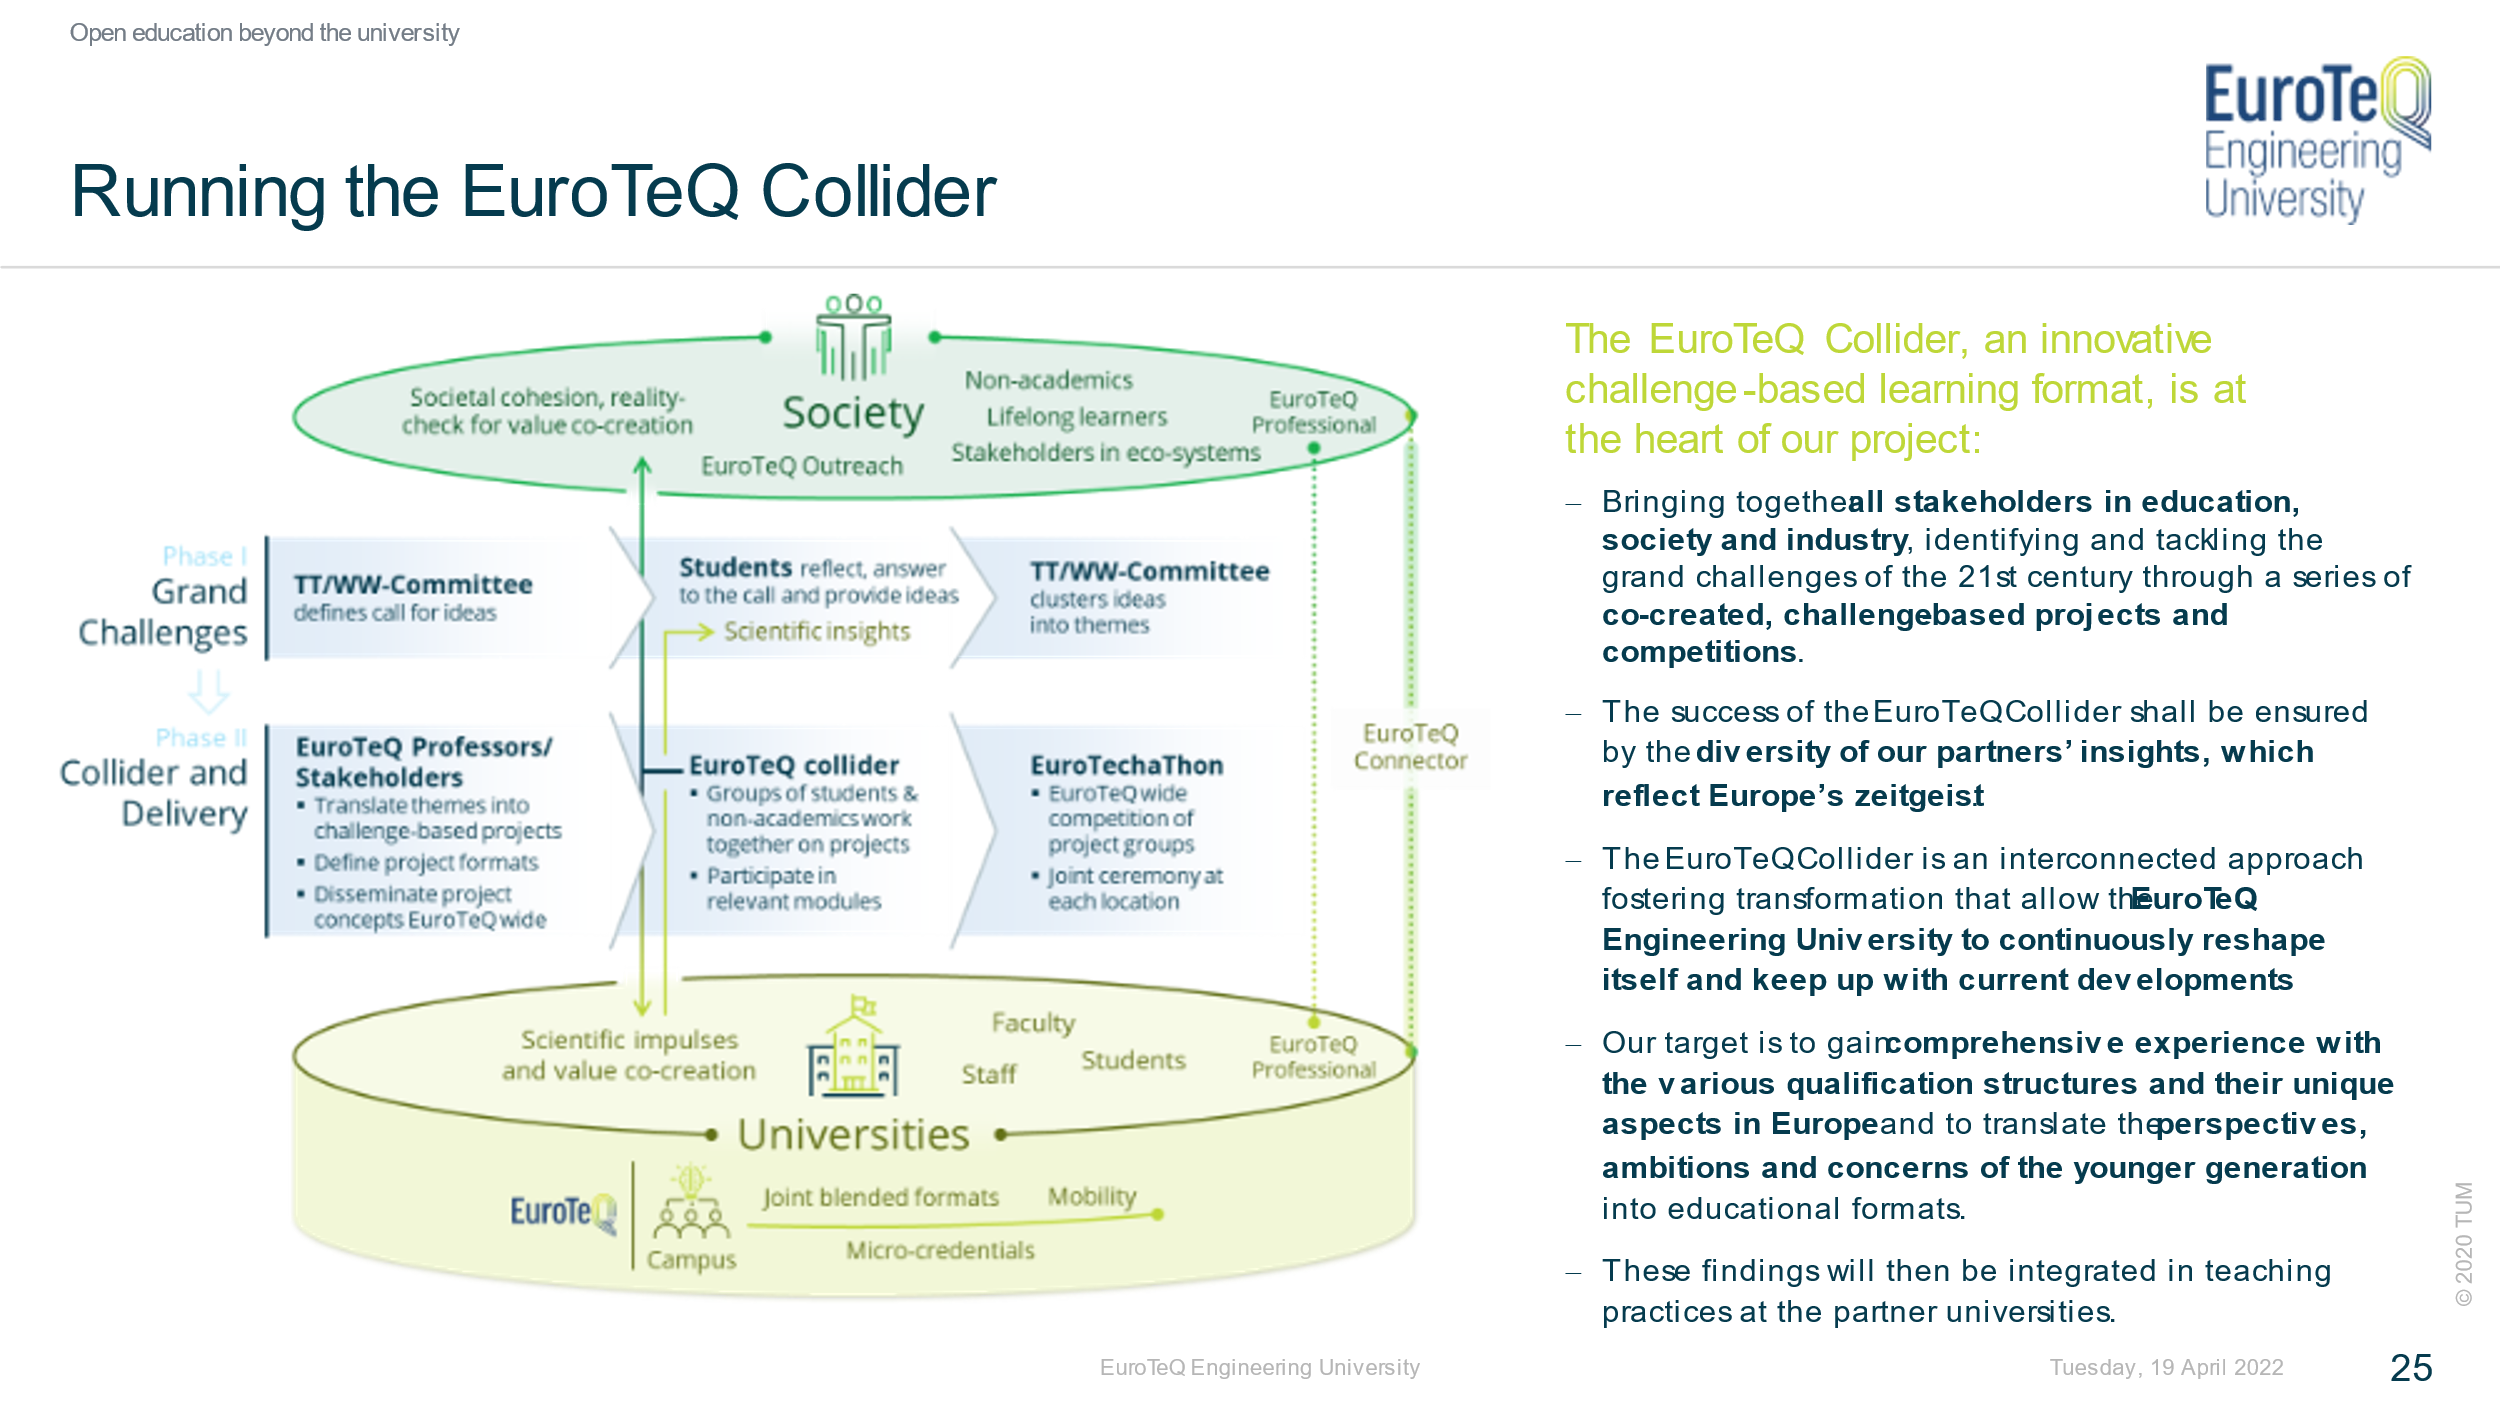 Open education beyond the university
EuroTeQ
Engineering
University
Running the EuroTeQ Collider
Societal cohesion, reality-
check for value co-creation
Society
EuroTeQ Outreach
Non-academics
Lifelong learners
Stakeholders in eco-systems
EuroTeQ
Professional
Phase I
Grand
Challenges
TT/WW-Committee
defines call for ideas
Students reflect, answer
to the call and provide ideas
Scientific insights
TT/WW-Committee
clusters ideas
into themes
Phase II
Collider and
Delivery
EuroTeQ Professors/
Stakeholders
▪ Translate themes into
challenge-based projects
▪ Define project formats
▪ Disseminate project
concepts EuroTeQ wide
EuroTeQ collider
▪ Groups of students &
non-academics work
together on projects
▪ Participate in
relevant modules
EuroTechaThon
▪ EuroTeQ wide
competition of
project groups
▪ Joint ceremony at
each location
EuroTeQ
Connector
Scientific impulses
and value co-creation
Faculty
Students
Staff
EuroTeQ
Professional
Universities
EuroTeQ
Campus
Joint blended formats
Mobility
Micro-credentials
The EuroTeQ Collider, an innovative
challenge-based learning format, is at
the heart of our project:
– Bringing together all stakeholders in education,
society and industry, identifying and tackling the
grand challenges of the 21st century through a series of
co-created, challengebased projects and
competitions.
– The success of the EuroTeQ Collider shall be ensured
by the diversity of our partners’ insights, which
reflect Europe’s zeitgeist.
– The EuroTeQ Collider is an interconnected approach
fostering transformation that allow the EuroTeQ
Engineering University to continuously reshape
itself and keep up with current developments
– Our target is to gain comprehensive experience with
the various qualification structures and their unique
aspects in Europe and to translate the perspectives,
ambitions and concerns of the younger generation
into educational formats.
– These findings will then be integrated in teaching
practices at the partner universities.
© 2020 TUM
EuroTeQ Engineering University
Tuesday, 19 April 2022
25